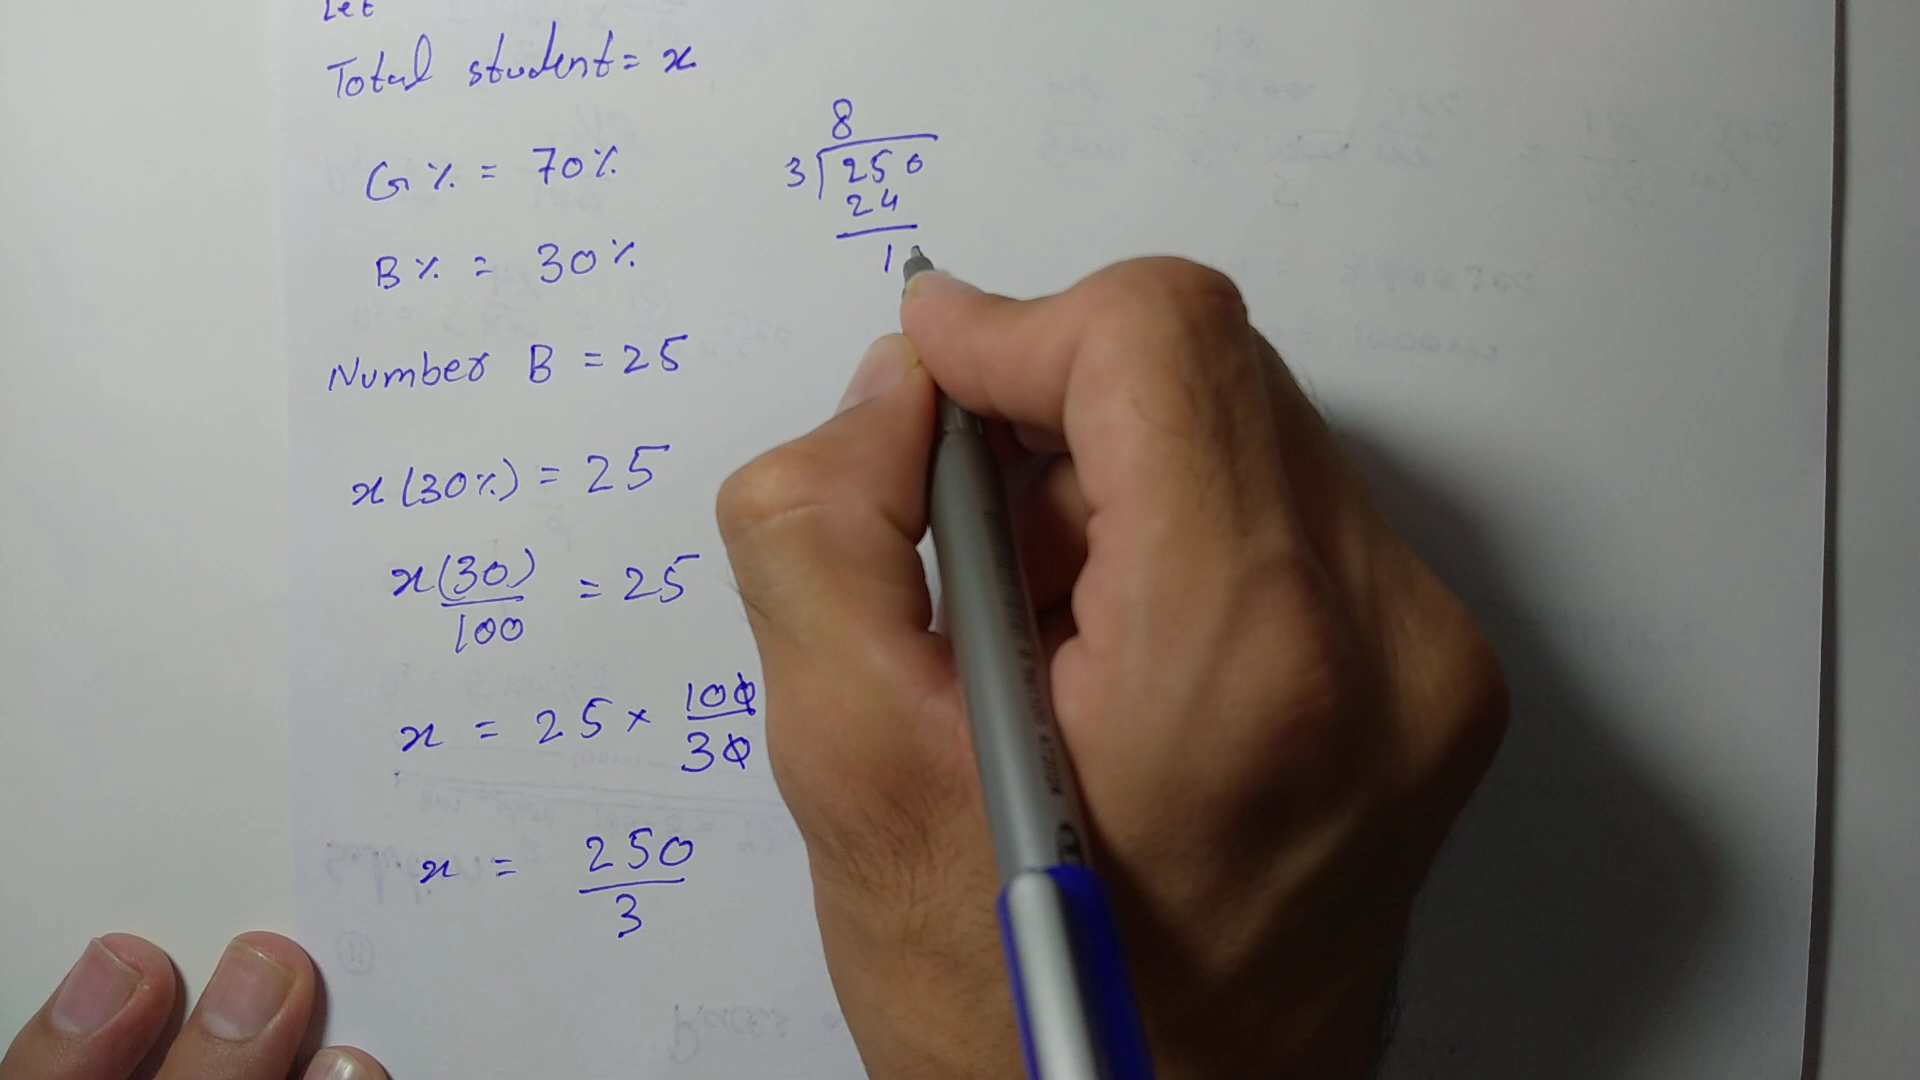 Let
Total student = x
G% = 70%
B% = 30%
Number B = 25
x(30%) = 25
x(30)/100 = 25
x = 25 × 100/30
x = 250/3
8
3 250
24
1